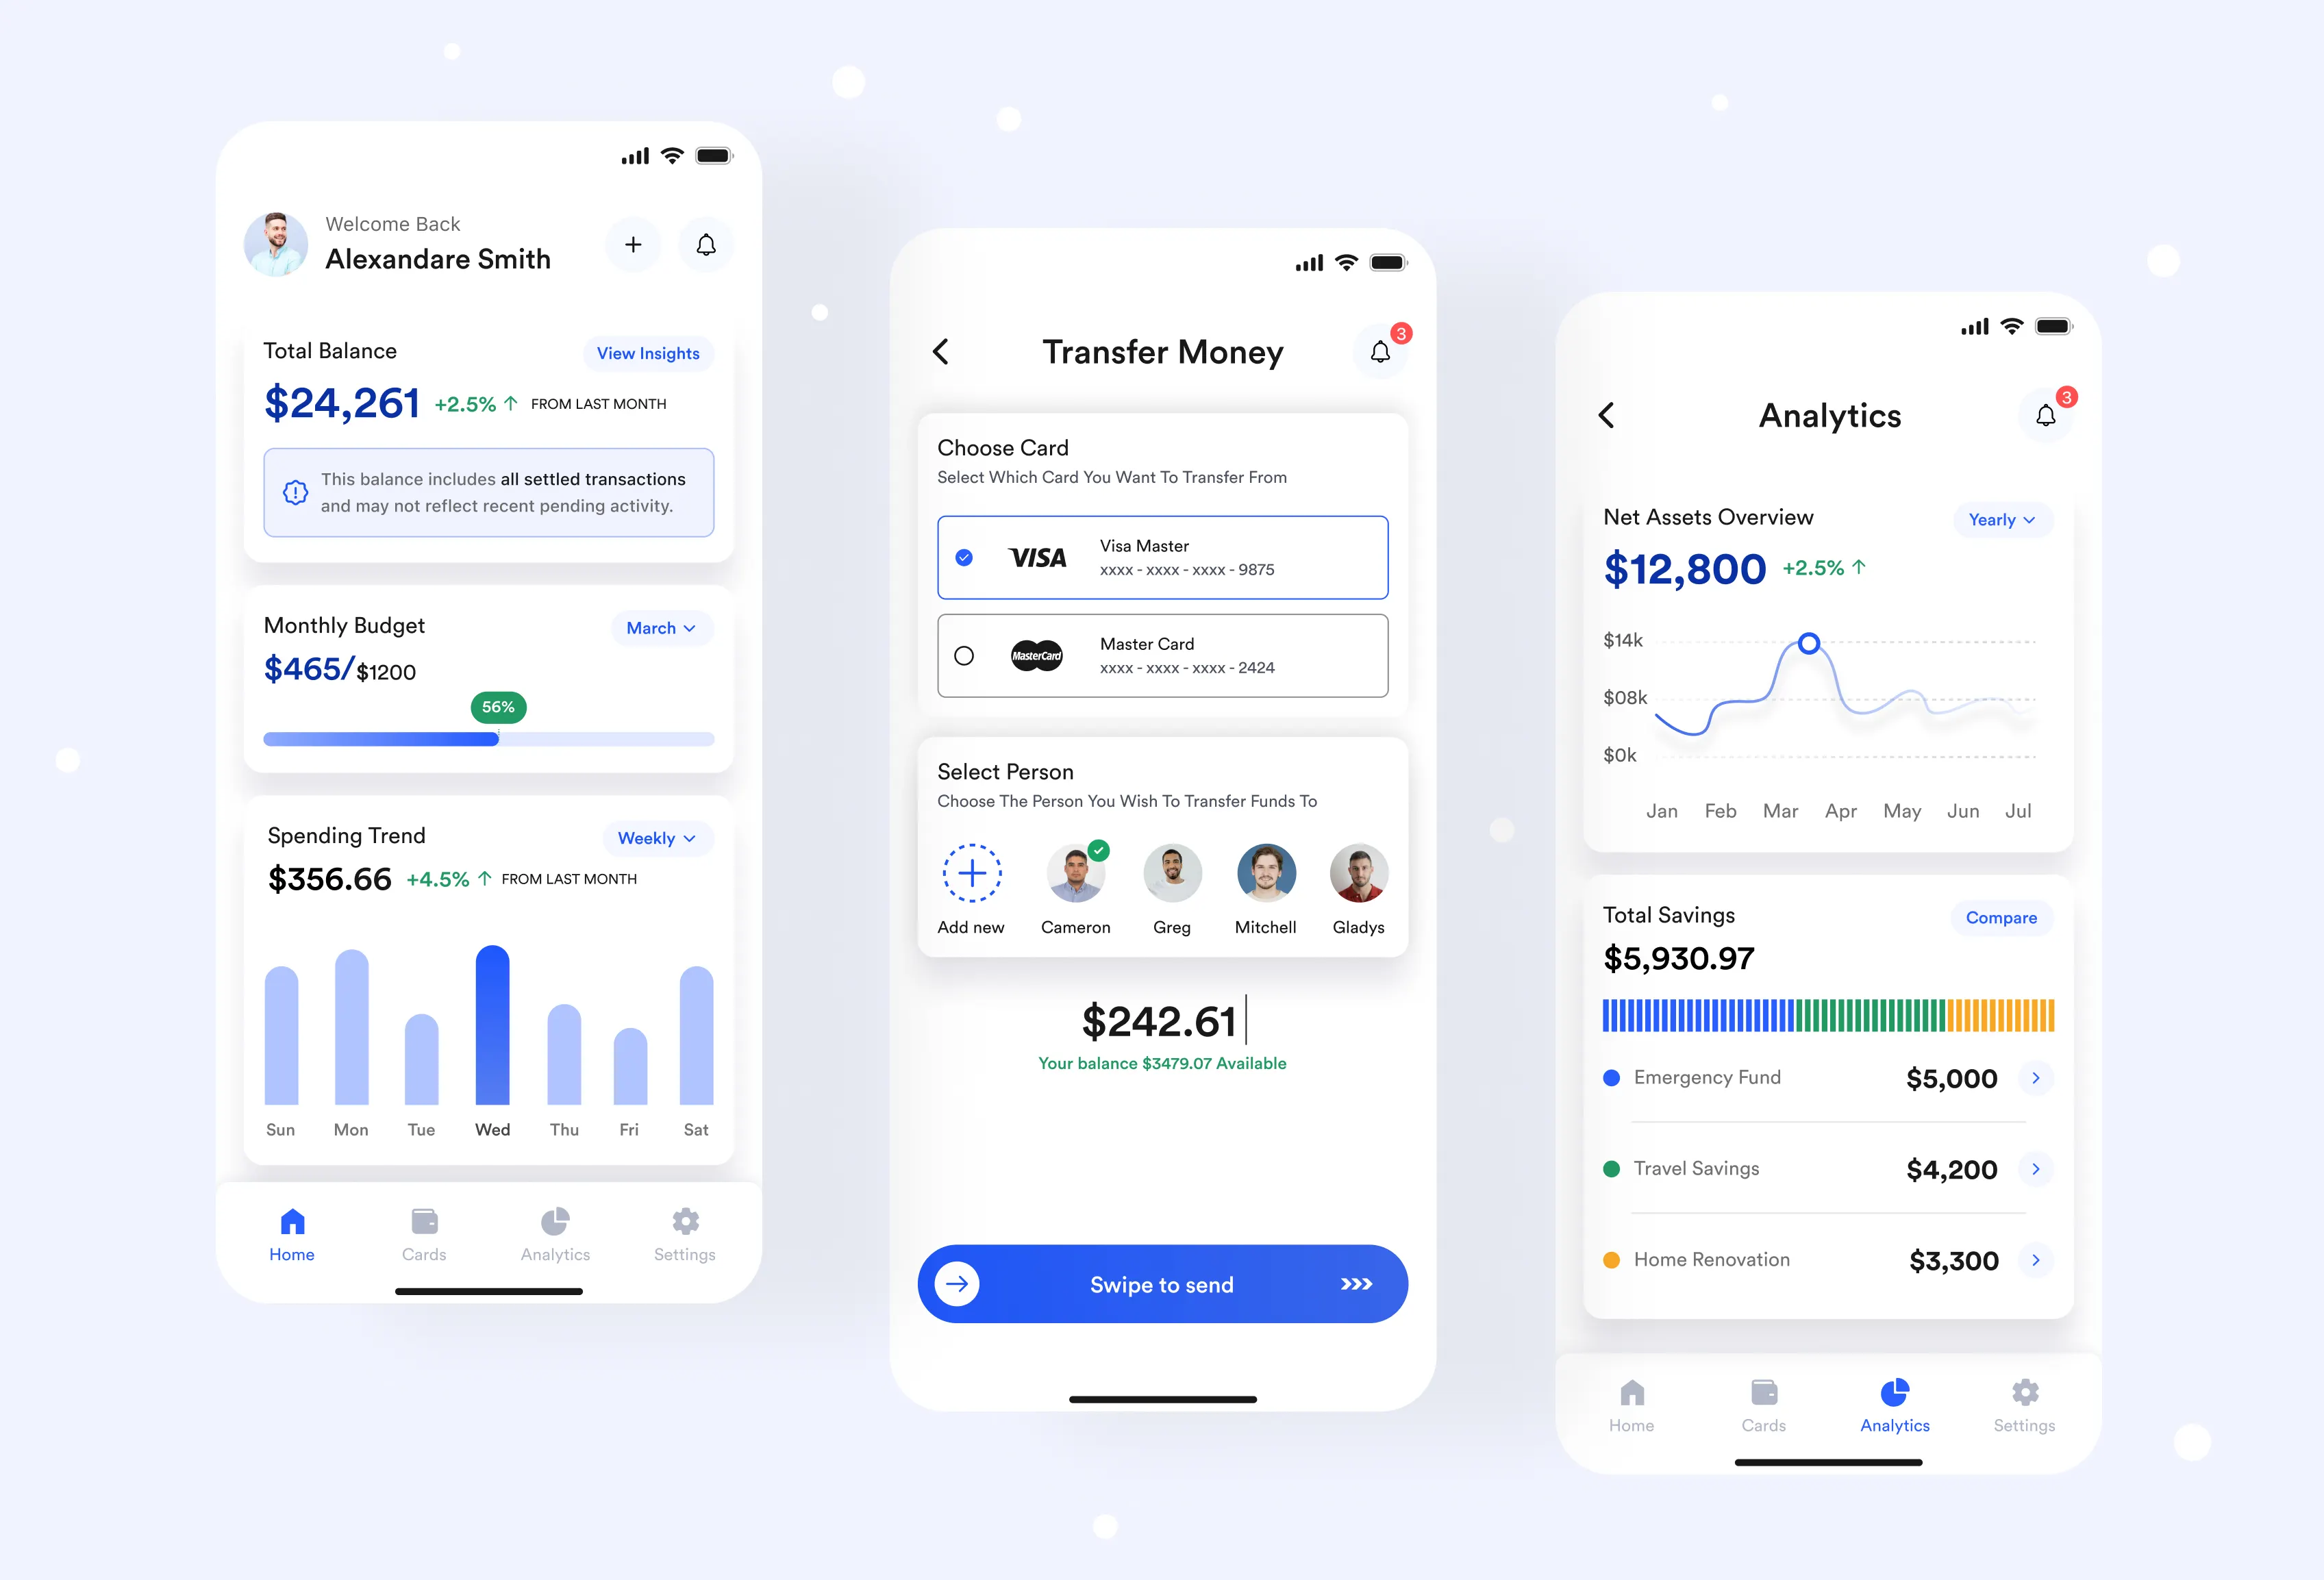 Welcome Back
Alexandare Smith
Total Balance
View Insights
$24,261 +2.5% ↑ FROM LAST MONTH
This balance includes all settled transactions
and may not reflect recent pending activity.
Monthly Budget
March
$465/$1200
56%
Spending Trend
Weekly
$356.66 +4.5% ↑ FROM LAST MONTH
Sun Mon Tue Wed Thu Fri Sat
Home Cards Analytics Settings
Transfer Money
3
Choose Card
Select Which Card You Want To Transfer From
VISA
Visa Master
xxxx - xxxx - xxxx - 9875
MasterCard
Master Card
xxxx - xxxx - xxxx - 2424
Select Person
Choose The Person You Wish To Transfer Funds To
Add new Cameron Greg Mitchell Gladys
$242.61
Your balance $3479.07 Available
Swipe to send
Analytics
3
Net Assets Overview
Yearly
$12,800 +2.5% ↑
$14k
$08k
$0k
Jan Feb Mar Apr May Jun Jul
Total Savings
Compare
$5,930.97
Emergency Fund $5,000
Travel Savings $4,200
Home Renovation $3,300
Home Cards Analytics Settings